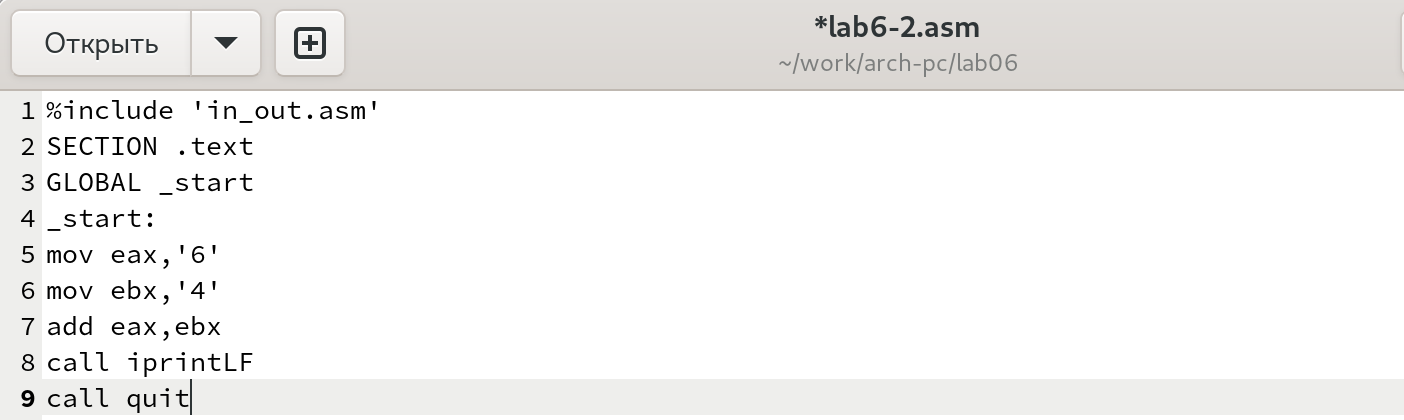 Открыть
*lab6-2.asm
~/work/arch-pc/lab06
1 %include 'in_out.asm'
2 SECTION .text
3 GLOBAL _start
4 _start:
5 mov eax,'6'
6 mov ebx,'4'
7 add eax,ebx
8 call iprintLF
9 call quit